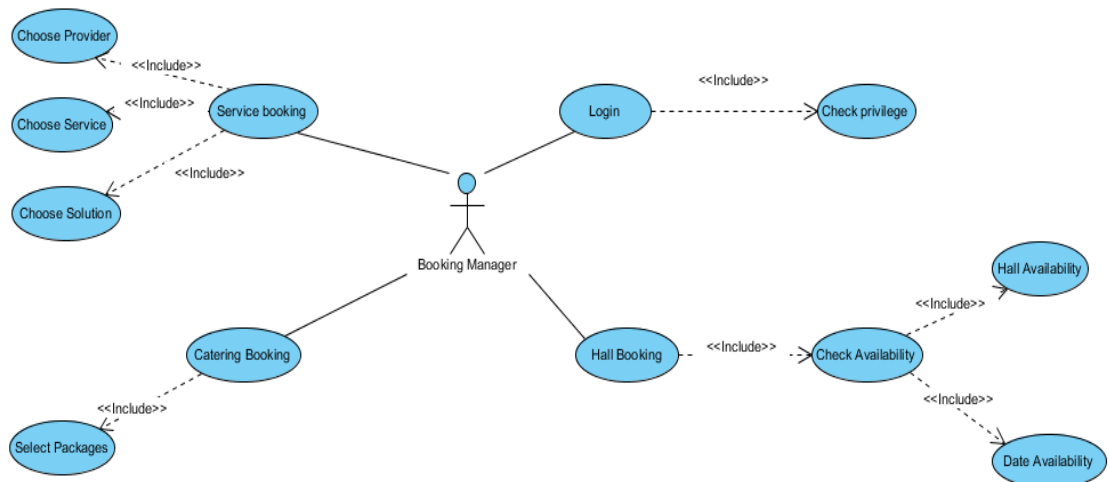 Choose Provider
<<Include>>
<<Include>>
Choose Service
Service booking
<<Include>>
Choose Solution
Login
<<Include>>
Check privilege
Booking Manager
Catering Booking
<<Include>>
Select Packages
Hall Booking
<<Include>>
Check Availability
<<Include>>
Hall Availability
<<Include>>
Date Availability